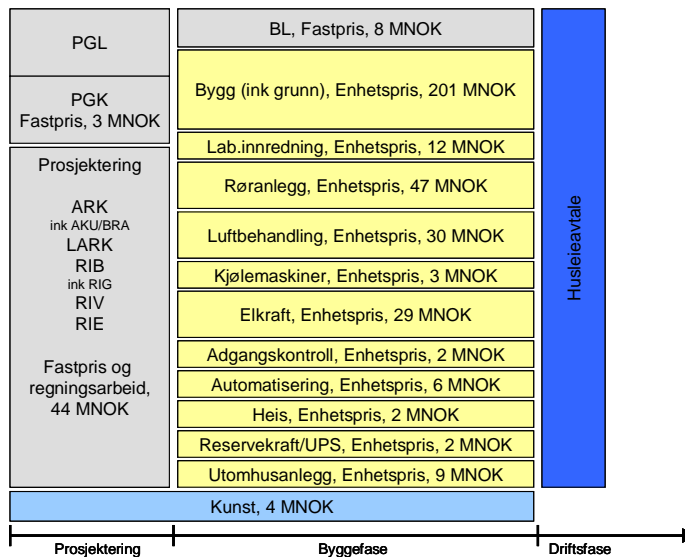 PGL
PGK
Fastpris, 3 MNOK
Prosjektering
ARK
ink AKU/BRA
LARK
RIB
ink RIG
RIV
RIE
Fastpris og
regningsarbeid,
44 MNOK
BL, Fastpris, 8 MNOK
Bygg (ink grunn), Enhetspris, 201 MNOK
Lab.innredning, Enhetspris, 12 MNOK
Røranlegg, Enhetspris, 47 MNOK
Luftbehandling, Enhetspris, 30 MNOK
Kjølemaskiner, Enhetspris, 3 MNOK
Elkraft, Enhetspris, 29 MNOK
Adgangskontroll, Enhetspris, 2 MNOK
Automatisering, Enhetspris, 6 MNOK
Heis, Enhetspris, 2 MNOK
Reservekraft/UPS, Enhetspris, 2 MNOK
Utomhusanlegg, Enhetspris, 9 MNOK
Husleieavtale
Kunst, 4 MNOK
Prosjektering
Byggefase
Driftsfase